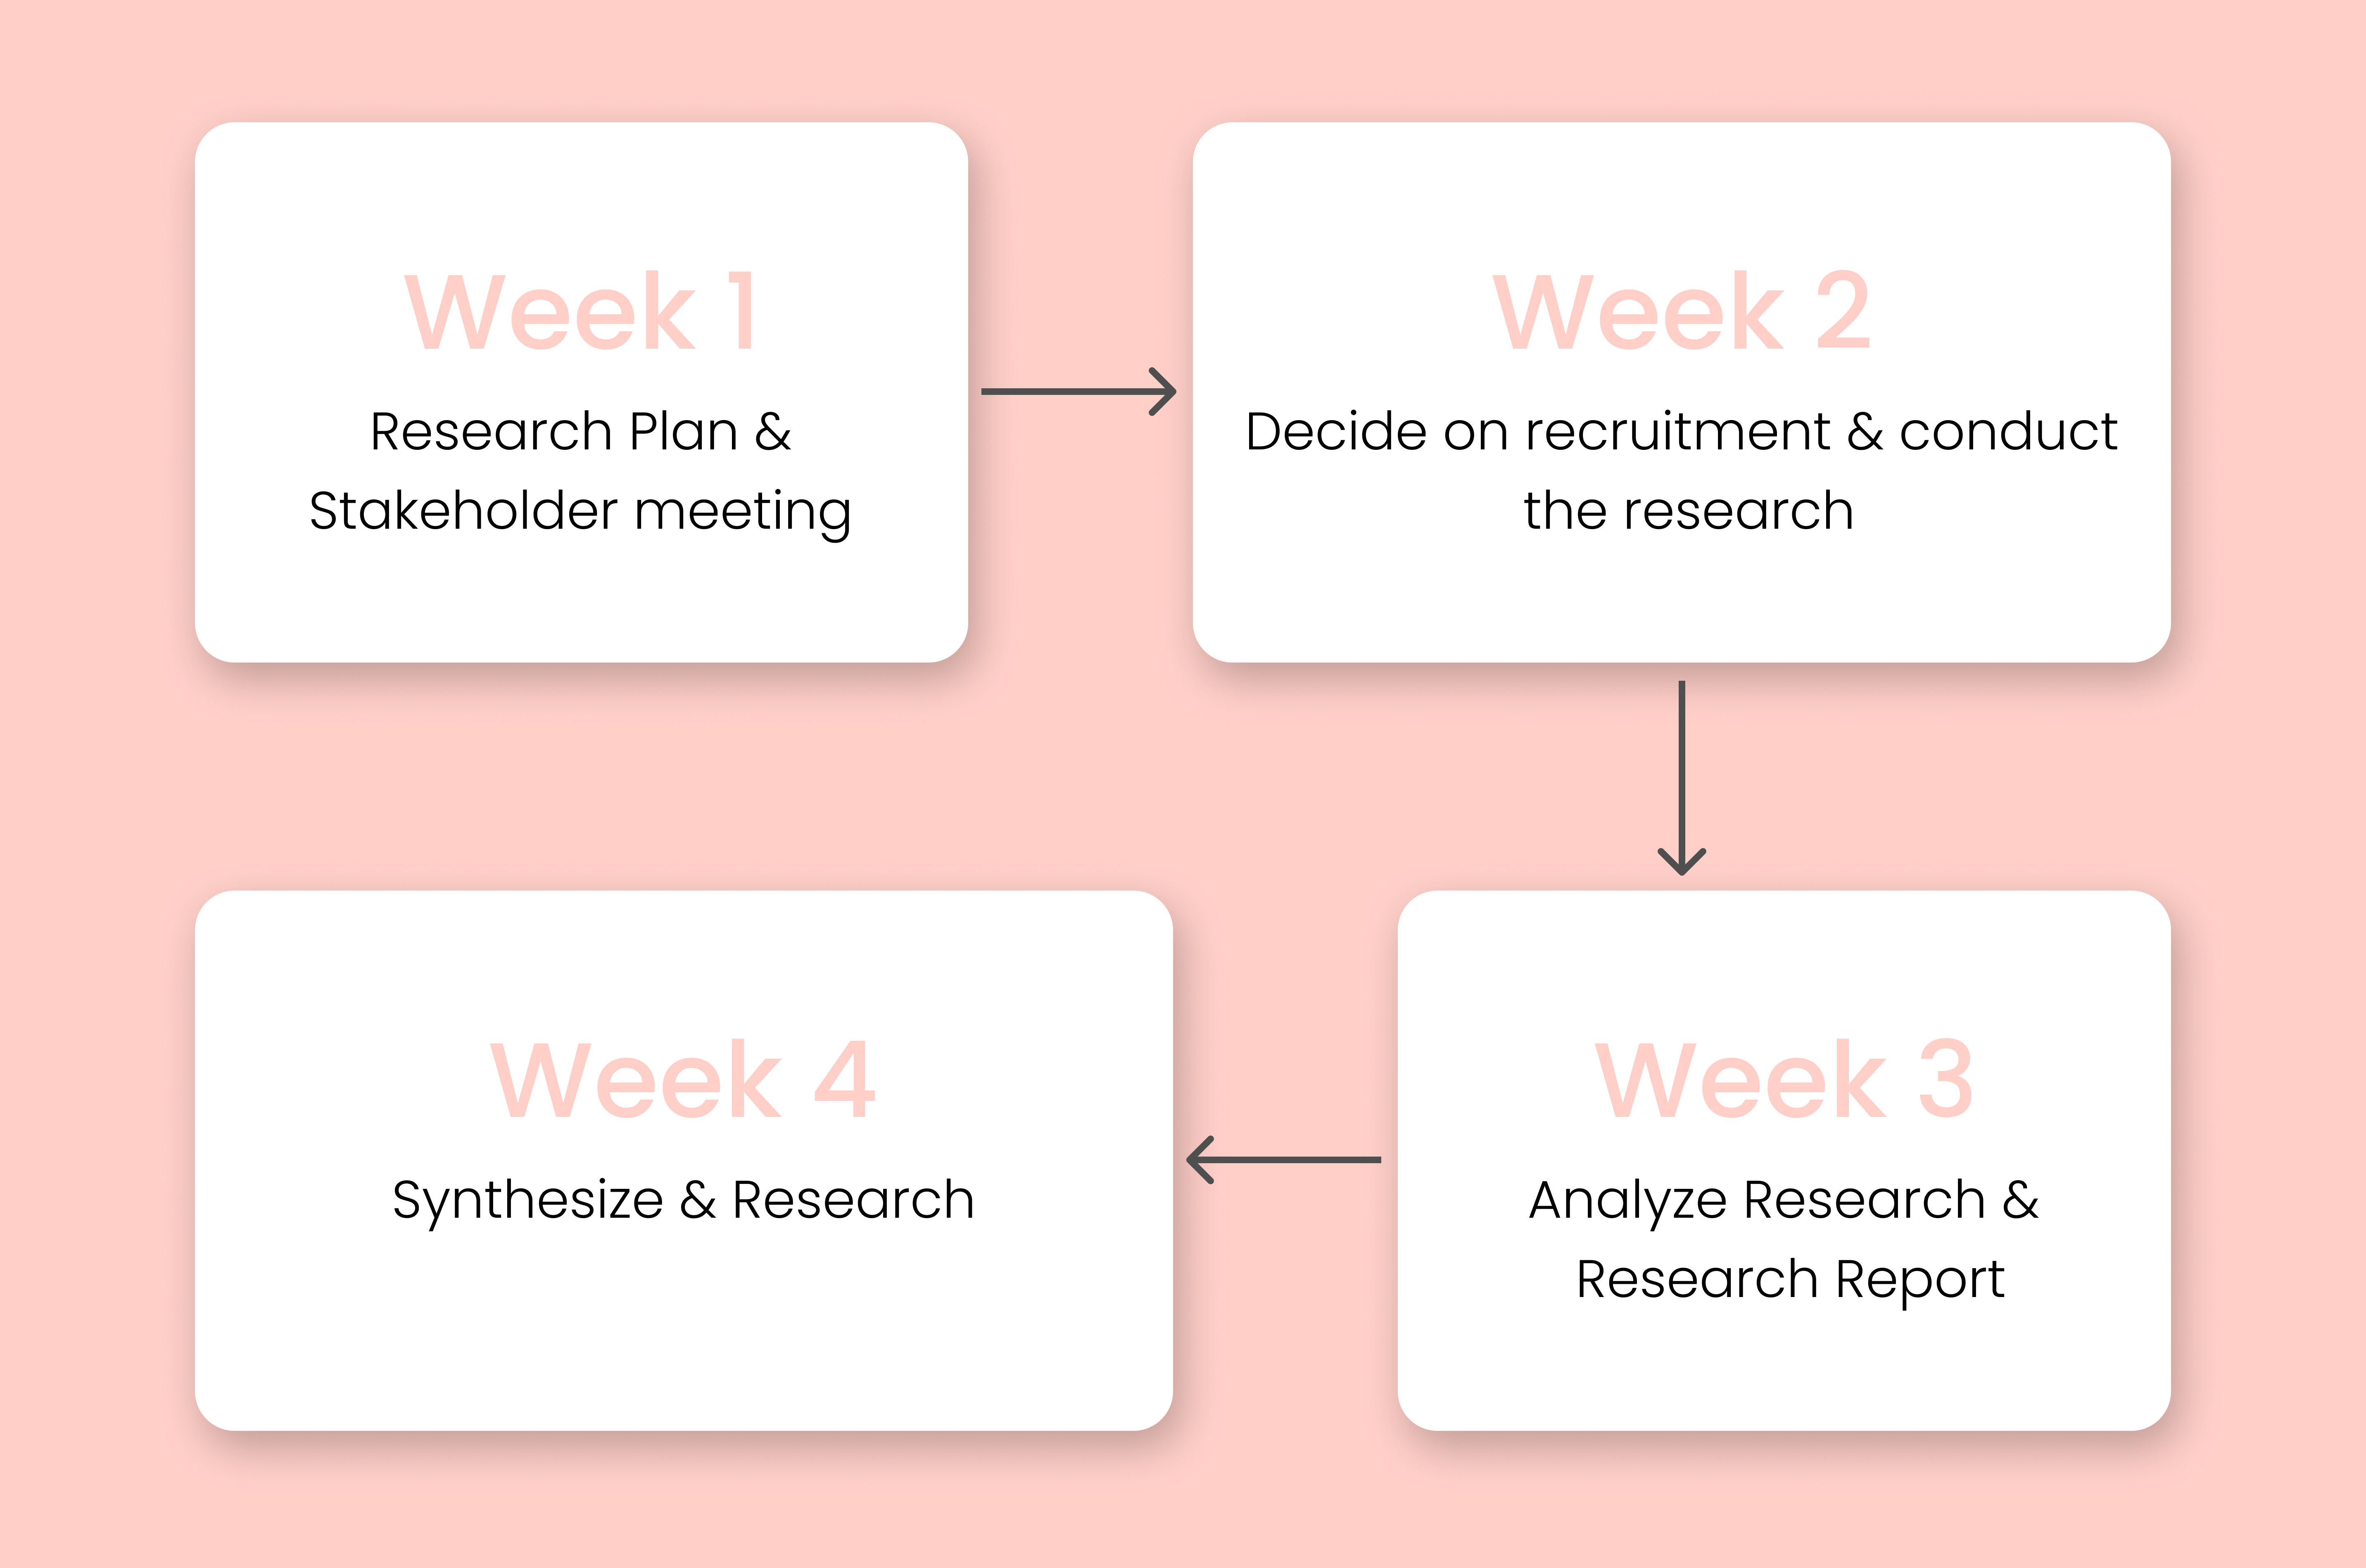 Week 1
Research Plan &
Stakeholder meeting
Week 2
Decide on recruitment & conduct
the research
Week 3
Analyze Research &
Research Report
Week 4
Synthesize & Research